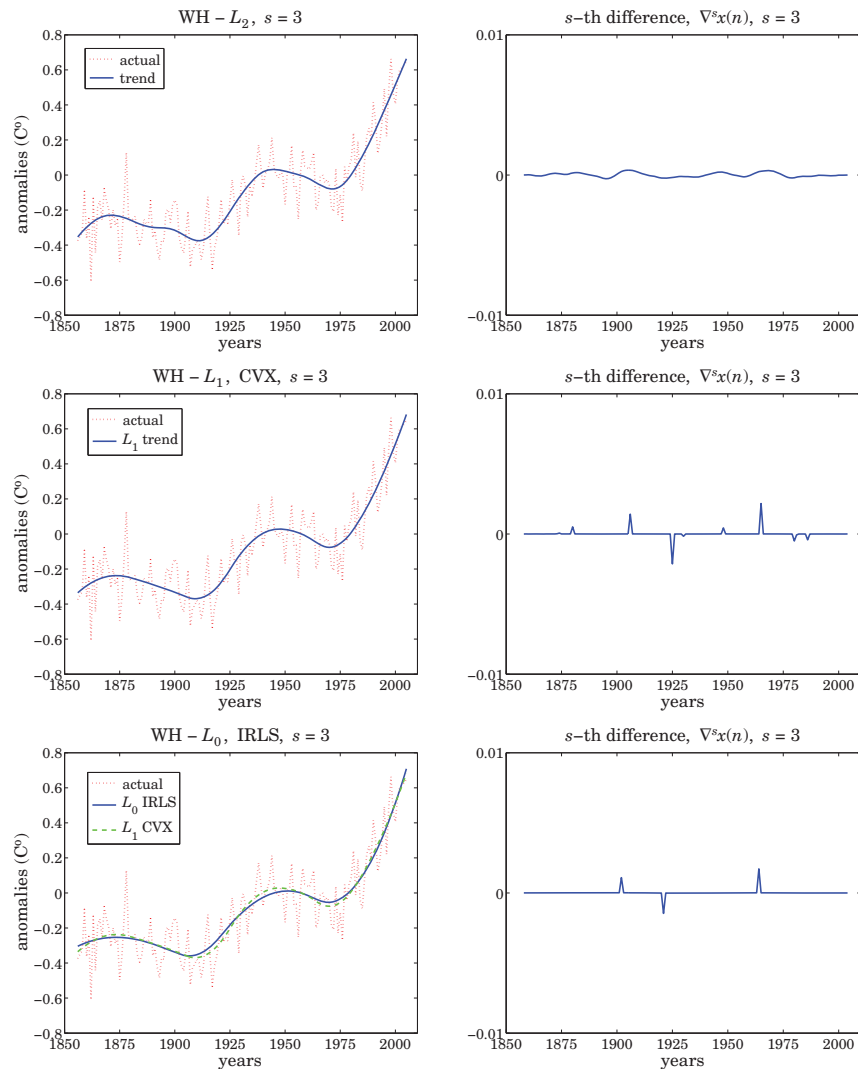 WH − L₂, s = 3
actual
trend
anomalies (Cᵒ)
0.8
0.6
0.4
0.2
0
−0.2
−0.4
−0.6
−0.8
1850 1875 1900 1925 1950 1975 2000
years
s−th difference, ∇ˢx(n), s = 3
0.01
0
−0.01
1850 1875 1900 1925 1950 1975 2000
years
WH − L₁, CVX, s = 3
actual
L₁ trend
anomalies (Cᵒ)
0.8
0.6
0.4
0.2
0
−0.2
−0.4
−0.6
−0.8
1850 1875 1900 1925 1950 1975 2000
years
s−th difference, ∇ˢx(n), s = 3
0.01
0
−0.01
1850 1875 1900 1925 1950 1975 2000
years
WH − L₀, IRLS, s = 3
actual
L₀ IRLS
L₁ CVX
anomalies (Cᵒ)
0.8
0.6
0.4
0.2
0
−0.2
−0.4
−0.6
−0.8
1850 1875 1900 1925 1950 1975 2000
years
s−th difference, ∇ˢx(n), s = 3
0.01
0
−0.01
1850 1875 1900 1925 1950 1975 2000
years